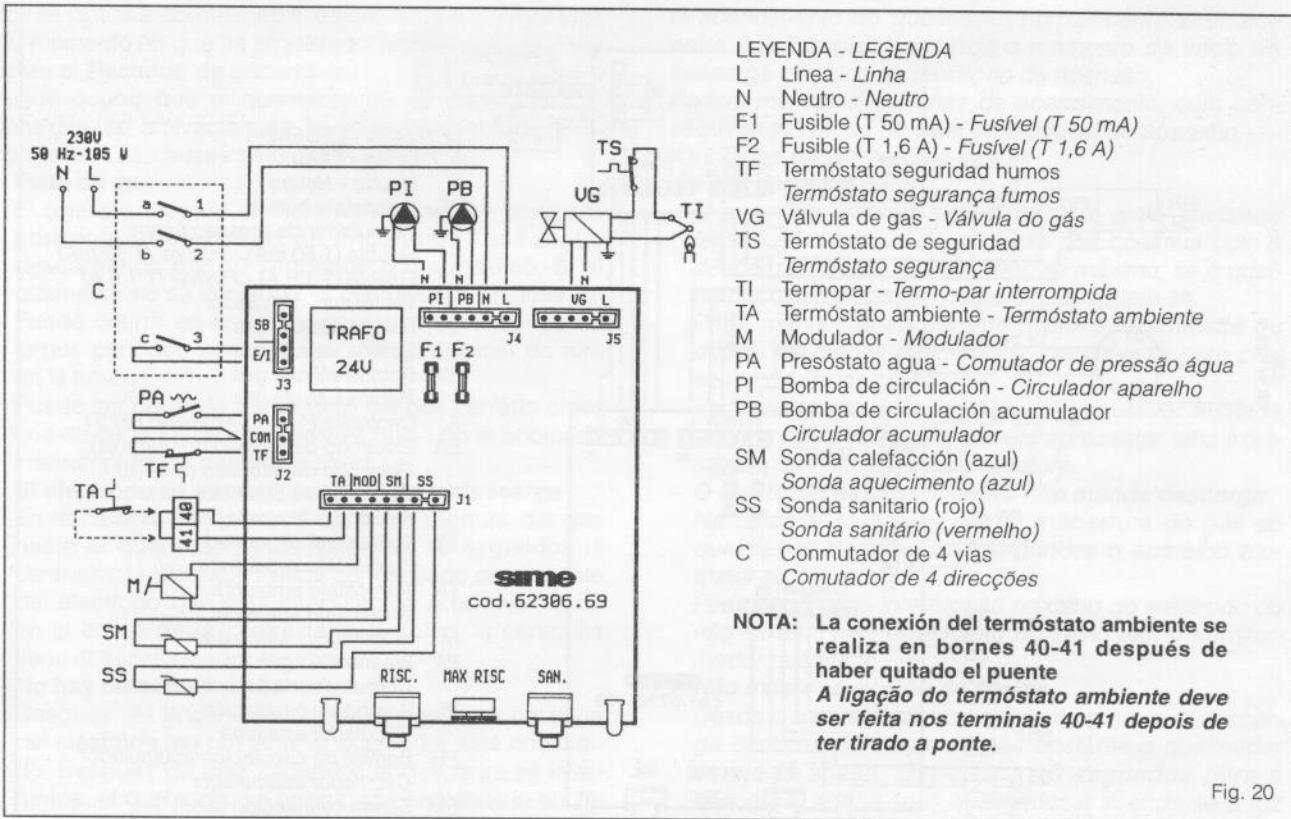 230V
50 Hz-105 W
N L
a 1
b 2
C
c 3
PA
TF
TA
41 40
M
SM
SS
PI PB
VG
TS
TI
N N
N
PI PB N
J4
VG L
J5
SB
E/I
J3
TRAFO
24V
F1 F2
PA
COM
TF
J2
TA MOD SM SS
J1
sime
cod.62306.69
RISC. MAX RISC SAN.
LEYENDA - LEGENDA
L Línea - Linha
N Neutro - Neutro
F1 Fusible (T 50 mA) - Fusível (T 50 mA)
F2 Fusible (T 1,6 A) - Fusível (T 1,6 A)
TF Termóstato seguridad humos
Termóstato segurança fumos
VG Válvula de gas - Válvula do gás
TS Termóstato de seguridad
Termóstato segurança
TI Termopar - Termo-par interrompida
TA Termóstato ambiente - Termóstato ambiente
M Modulador - Modulador
PA Presostato agua - Comutador de pressão água
PI Bomba de circulación - Circulador aparelho
PB Bomba de circulación acumulador
Circulador acumulador
SM Sonda calefacción (azul)
Sonda aquecimento (azul)
SS Sonda sanitario (rojo)
Sonda sanitário (vermelho)
C Conmutador de 4 vias
Comutador de 4 direcções
NOTA: La conexión del termóstato ambiente se
realiza en bornes 40-41 después de
haber quitado el puente
A ligação do termóstato ambiente deve
ser feita nos terminais 40-41 depois de
ter tirado a ponte.
Fig. 20